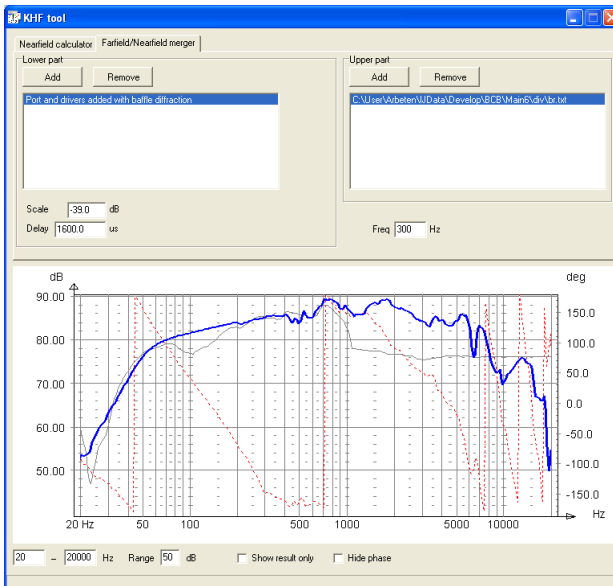 KHF tool
Nearfield calculator Farfield/Nearfield merger
Lower part
Add Remove
Port and drivers added with baffle diffraction
Scale -39.0 dB
Delay 1600.0 us
Upper part
Add Remove
C:\User\Arbeten\IJData\Develop\BCB\Main6\div\br.txt
Freq 300 Hz
dB deg
90.00
80.00
70.00
60.00
50.00
150.0
100.0
50.0
0.0
-50.0
-100.0
-150.0
20 Hz 50 100 500 1000 5000 10000 Hz
20 - 20000 Hz Range 50 dB Show result only Hide phase